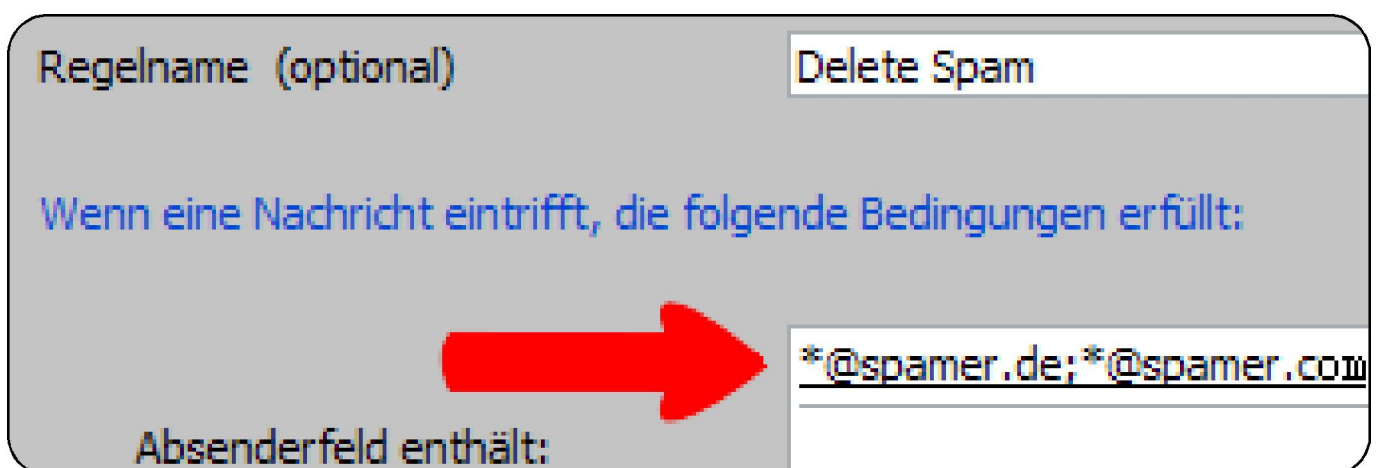 Regelname (optional) Delete Spam
Wenn eine Nachricht eintrifft, die folgende Bedingungen erfüllt:
*@spamer.de;*@spamer.com
Absenderfeld enthält: